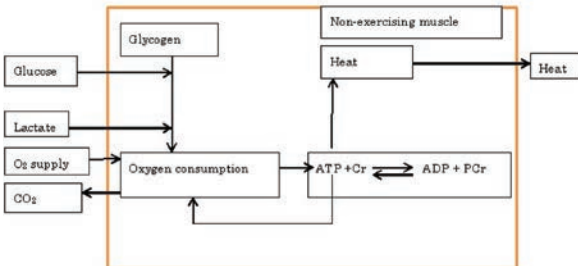 Non-exercising muscle
Glycogen
Glucose
Heat
Heat
Lactate
O₂ supply
Oxygen consumption
ATP +Cr
ADP + PCr
CO₂